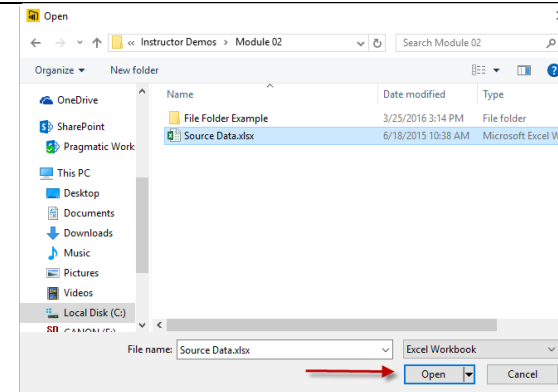 Open
« Instructor Demos > Module 02
Search Module 02
Organize
New folder
Name
Date modified
Type
OneDrive
File Folder Example
3/25/2016 3:14 PM
File folder
SharePoint
Source Data.xlsx
6/18/2015 10:38 AM
Microsoft Excel W
Pragmatic Work
This PC
Desktop
Documents
Downloads
Music
Pictures
Videos
Local Disk (C:)
File name:
Source Data.xlsx
Excel Workbook
Open
Cancel